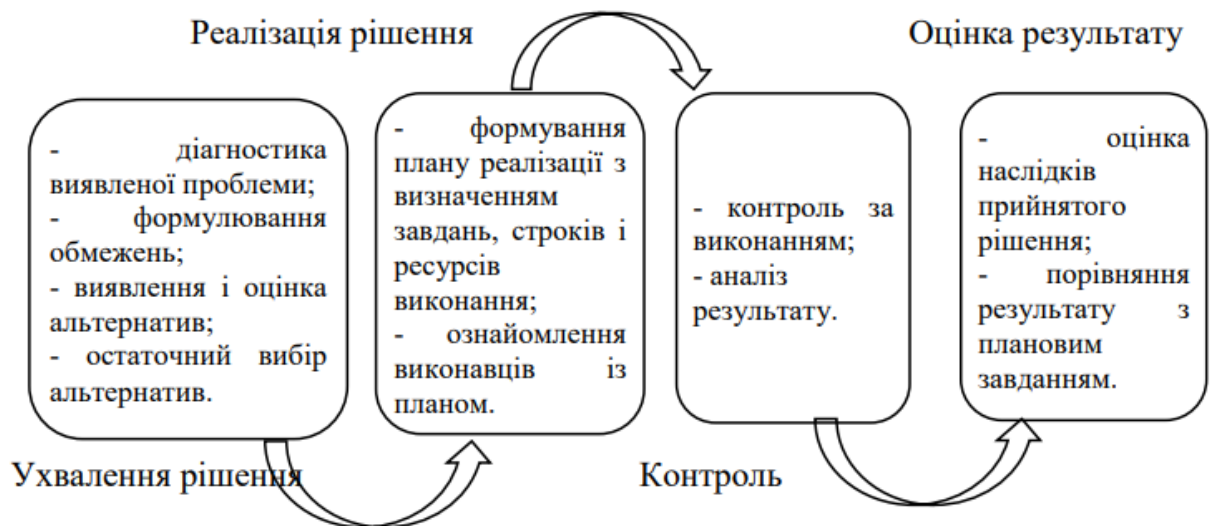 Реалізація рішення
Оцінка результату
- діагностика
виявленої проблеми;
- формулювання
обмежень;
- виявлення і оцінка
альтернатив;
- остаточний вибір
альтернатив.
- формування
плану реалізації з
визначенням
завдань, строків і
ресурсів
виконання;
- ознайомлення
виконавців із
планом.
- контроль за
виконанням;
- аналіз
результату.
- оцінка
наслідків
прийнятого
рішення;
- порівняння
результату з
плановим
завданням.
Ухвалення рішення
Контроль